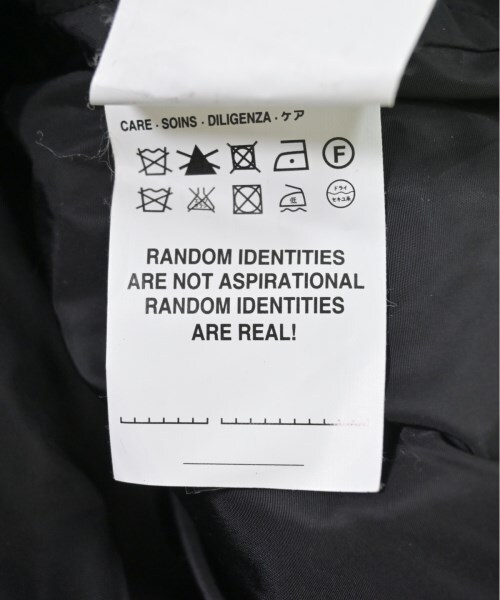 CARE · SOINS · DILIGENZA · ケア
F
ドライ
セキユ系
RANDOM IDENTITIES
ARE NOT ASPIRATIONAL
RANDOM IDENTITIES
ARE REAL!